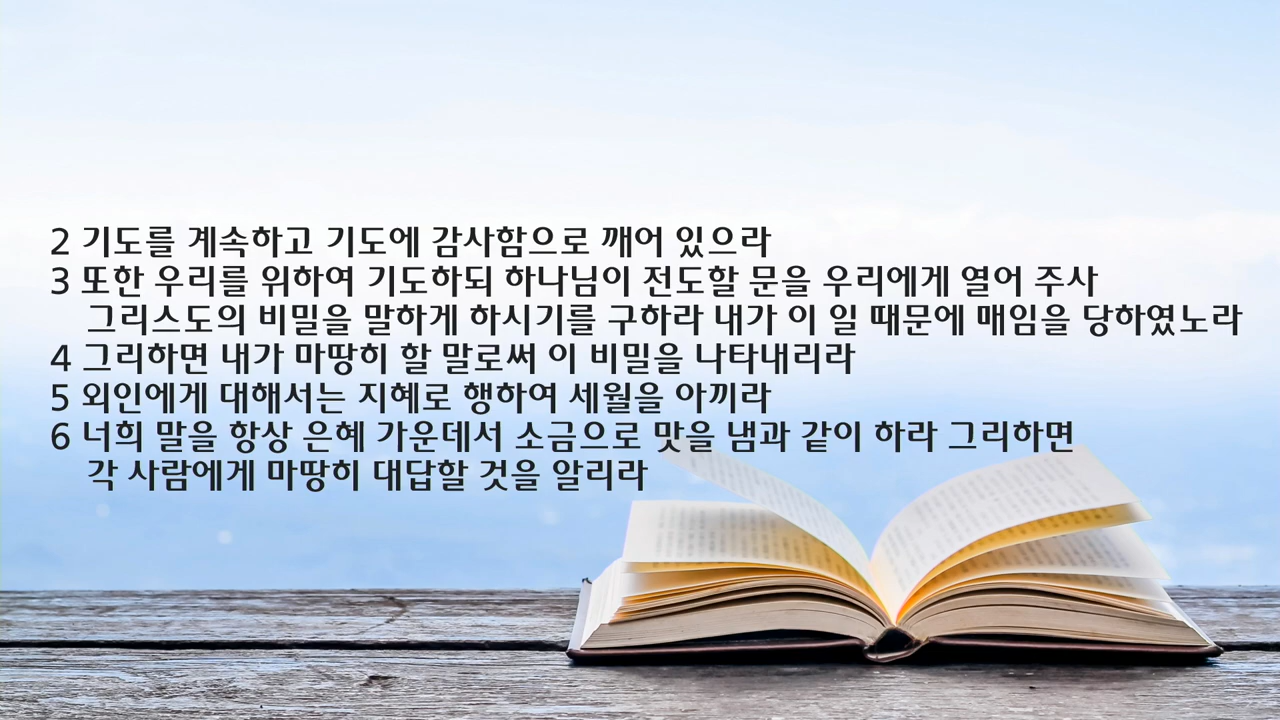 2 기도를 계속하고 기도에 감사함으로 깨어 있으라
3 또한 우리를 위하여 기도하되 하나님이 전도할 문을 우리에게 열어 주사
그리스도의 비밀을 말하게 하시기를 구하라 내가 이 일 때문에 매임을 당하였노라
4 그리하면 내가 마땅히 할 말로써 이 비밀을 나타내리라
5 외인에게 대해서는 지혜로 행하여 세월을 아끼라
6 너희 말을 항상 은혜 가운데서 소금으로 맛을 냄과 같이 하라 그리하면
각 사람에게 마땅히 대답할 것을 알리라